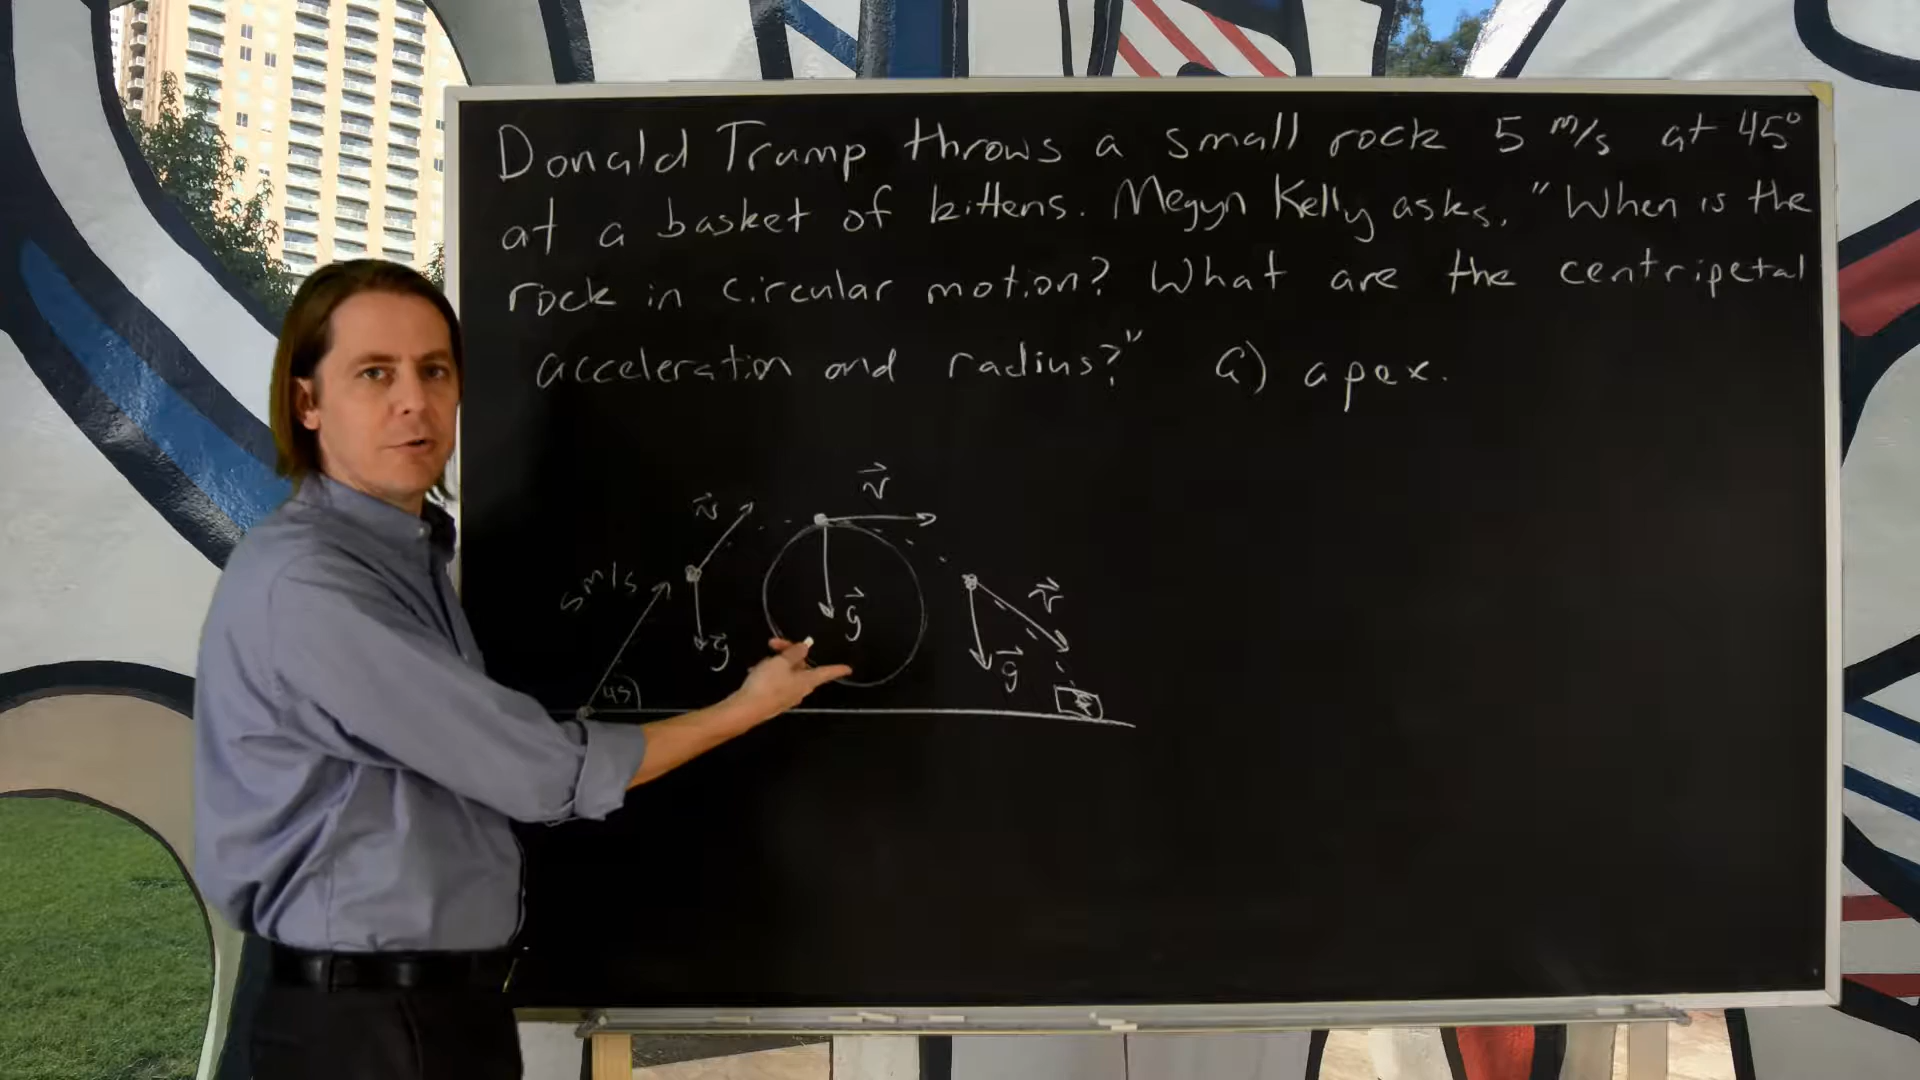 Donald Trump throws a small rock 5 m/s at 45°
at a basket of kittens. Megyn Kelly asks, "When is the
rock in circular motion? What are the centripetal
acceleration and radius?" a) apex.
v
v
5 m/s
g
v
g
g
45